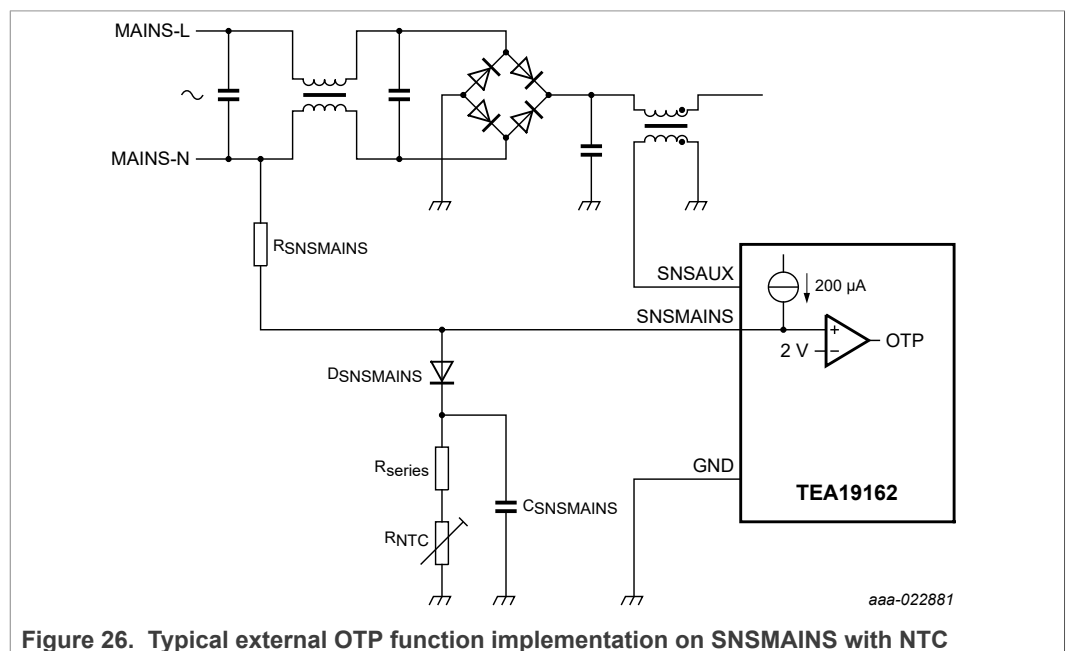 MAINS-L
MAINS-N
RSNSMAINS
SNSAUX
200 µA
SNSMAINS
2 V
OTP
DSNSMAINS
Rseries
GND
TEA19162
CSNSMAINS
RNTC
aaa-022881
Figure 26. Typical external OTP function implementation on SNSMAINS with NTC